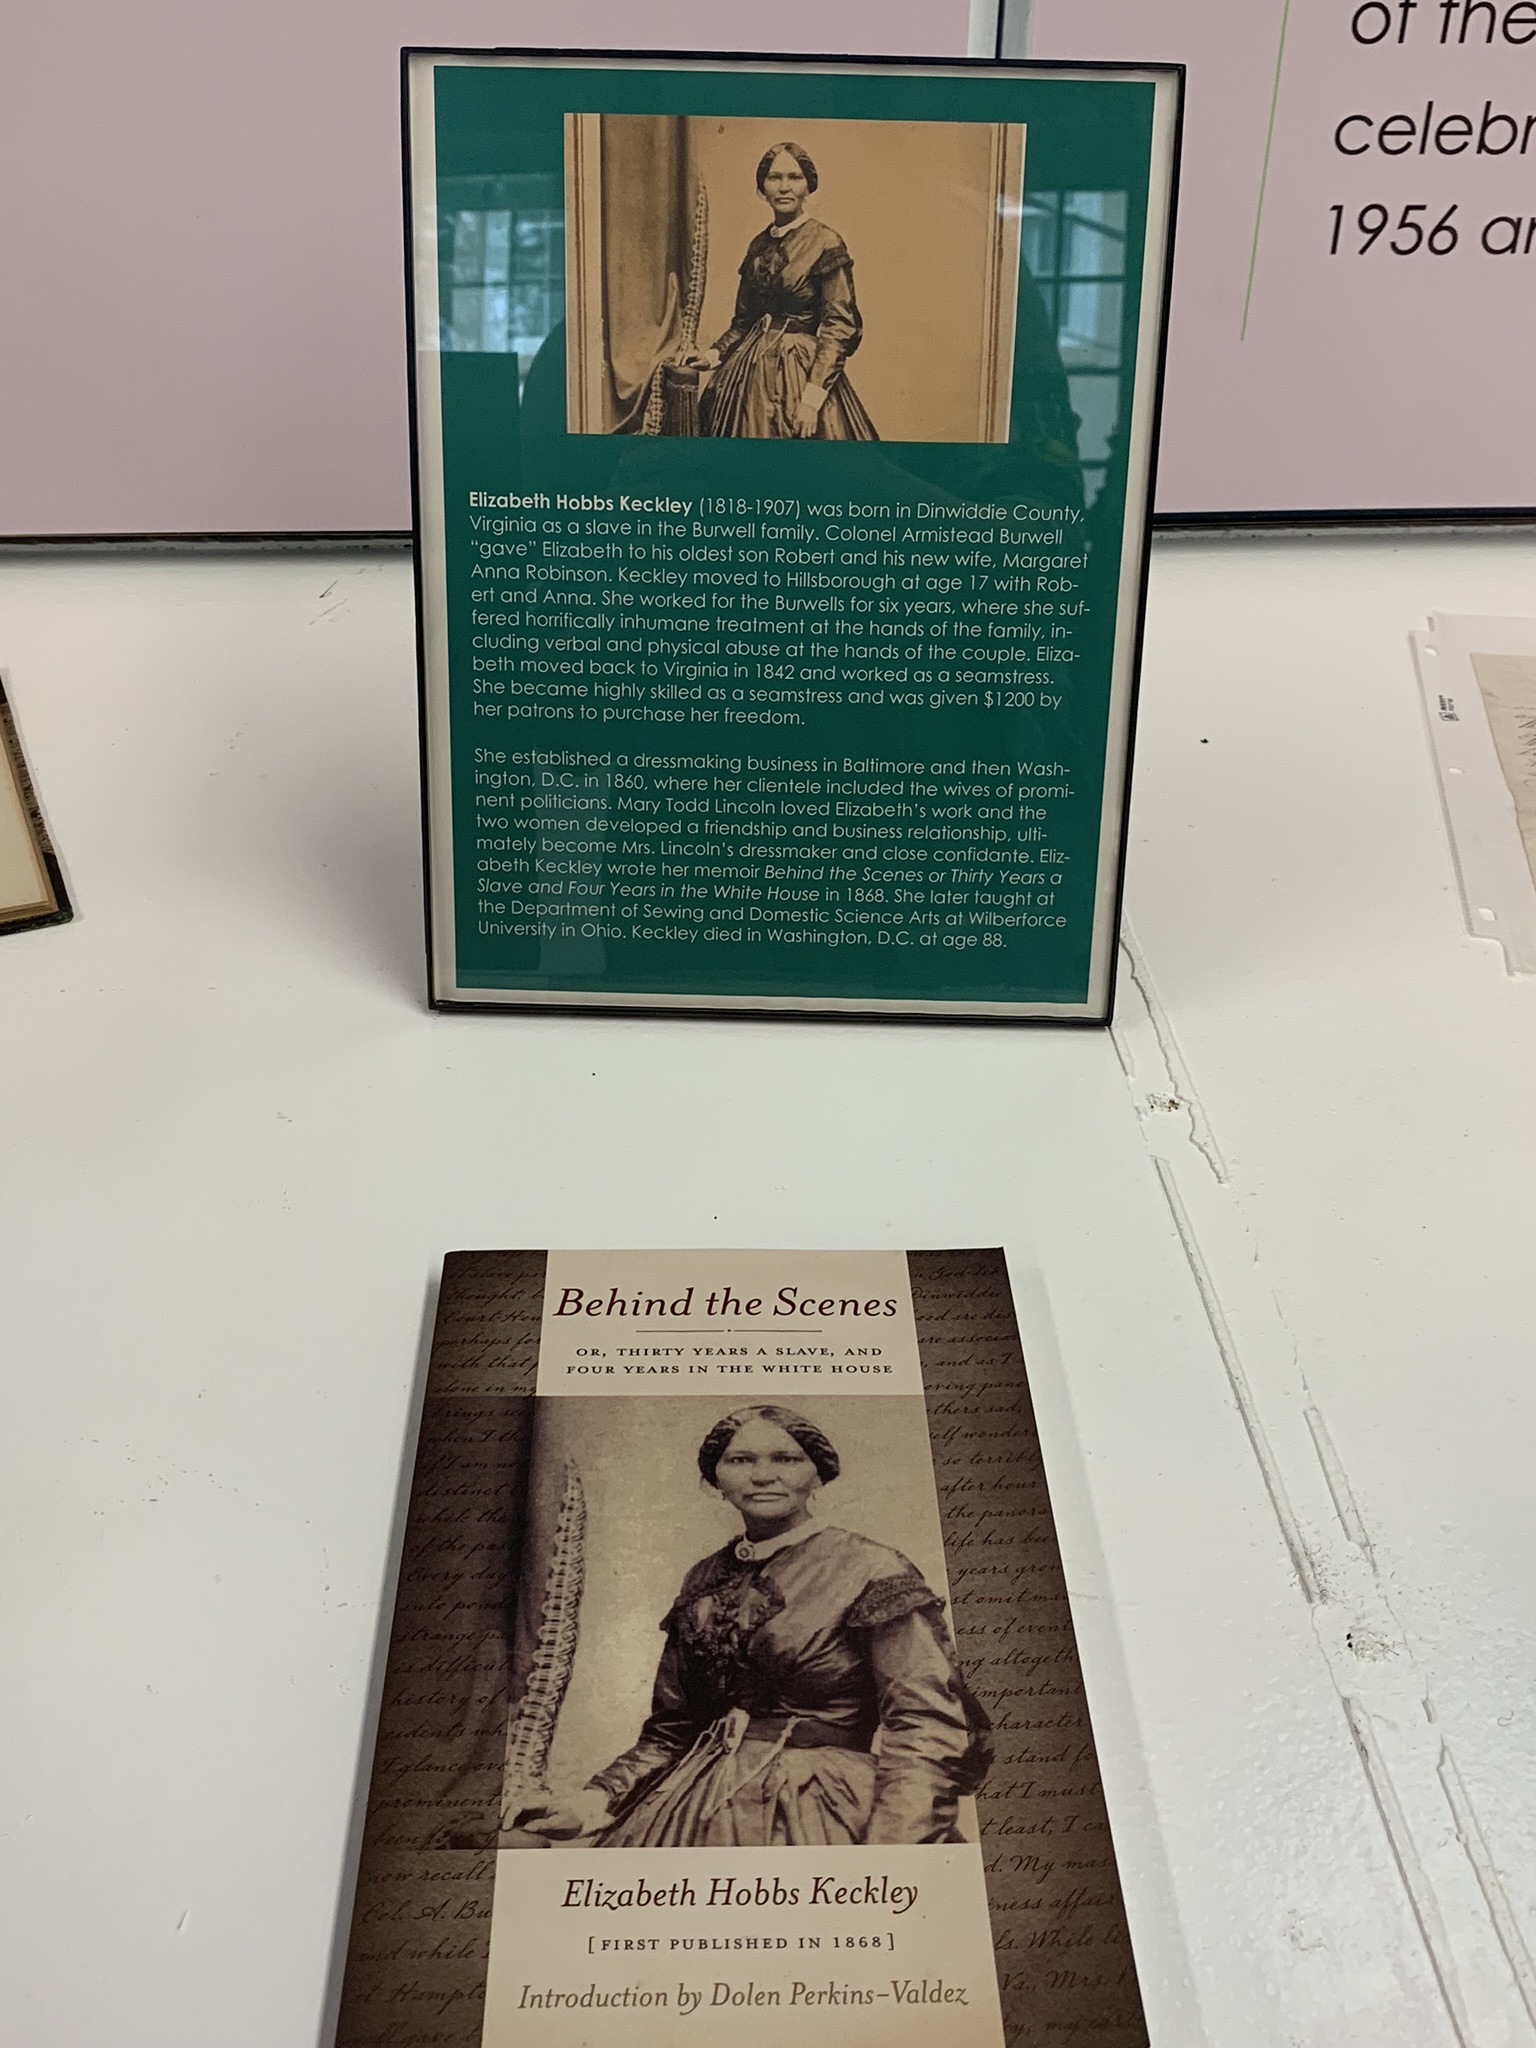 of the
celebr
1956 ar
Elizabeth Hobbs Keckley (1818-1907) was born in Dinwiddie County,
Virginia as a slave in the Burwell family. Colonel Armistead Burwell
“gave” Elizabeth to his oldest son Robert and his new wife, Margaret
Anna Robinson. Keckley moved to Hillsborough at age 17 with Rob-
ert and Anna. She worked for the Burwells for six years, where she suf-
fered horrifically inhumane treatment at the hands of the family, in-
cluding verbal and physical abuse at the hands of the couple. Eliza-
beth moved back to Virginia in 1842 and worked as a seamstress.
She became highly skilled as a seamstress and was given $1200 by
her patrons to purchase her freedom.
She established a dressmaking business in Baltimore and then Wash-
ington, D.C. in 1860, where her clientele included the wives of promi-
nent politicians. Mary Todd Lincoln loved Elizabeth's work and the
two women developed a friendship and business relationship, ulti-
mately become Mrs. Lincoln's dressmaker and close confidante. Eliz-
abeth Keckley wrote her memoir Behind the Scenes or Thirty Years a
Slave and Four Years in the White House in 1868. She later taught at
the Department of Sewing and Domestic Science Arts at Wilberforce
University in Ohio. Keckley died in Washington, D.C. at age 88.
Behind the Scenes
OR, THIRTY YEARS A SLAVE, AND
FOUR YEARS IN THE WHITE HOUSE
Elizabeth Hobbs Keckley
[FIRST PUBLISHED IN 1868]
Introduction by Dolen Perkins-Valdez